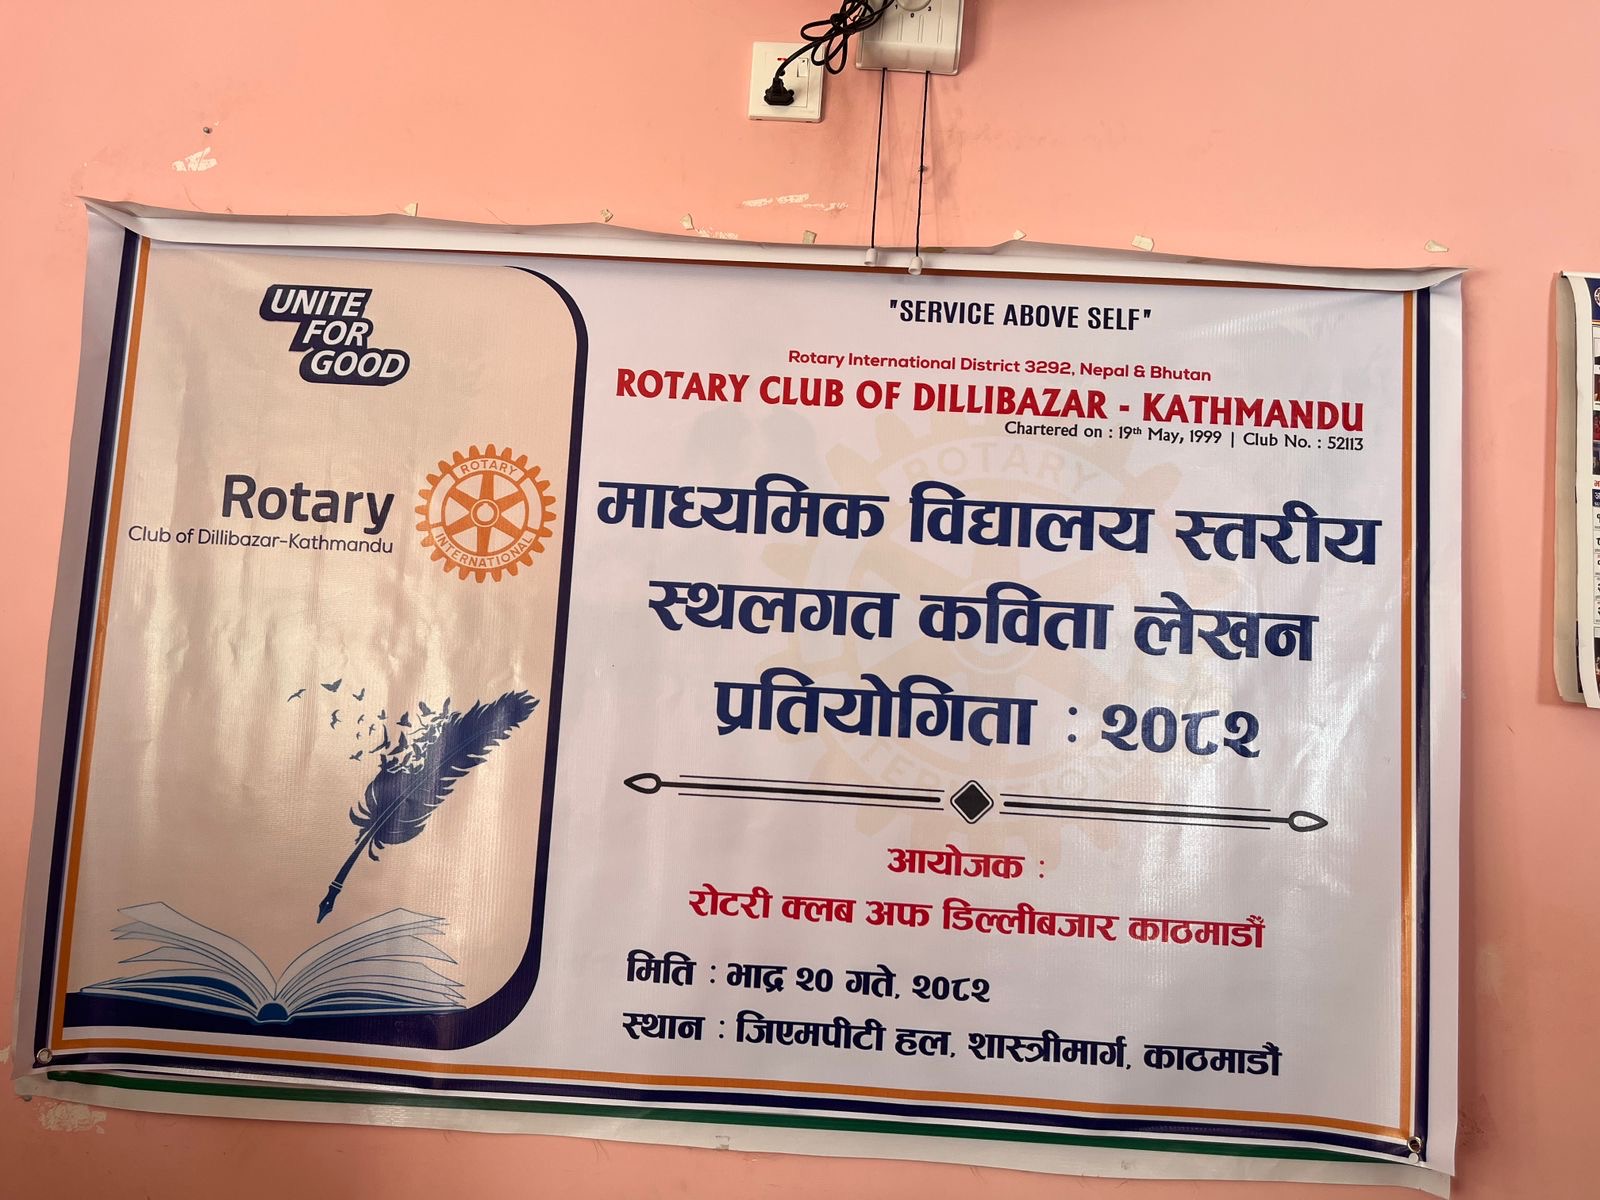 UNITE
FOR
GOOD
Rotary
Club of Dillibazar-Kathmandu
ROTARY
INTERNATIONAL
"SERVICE ABOVE SELF"
Rotary International District 3292, Nepal & Bhutan
ROTARY CLUB OF DILLIBAZAR - KATHMANDU
Chartered on : 19th May, 1999 | Club No. : 52113
माध्यमिक विद्यालय स्तरीय
स्थलगत कविता लेखन
प्रतियोगिता : २०८२
आयोजक :
रोटरी क्लब अफ डिल्लीबजार काठमाडौं
मिति : भाद्र २० गते, २०८२
स्थान : जिएमपीटी हल, शास्त्रीमार्ग, काठमाडौं